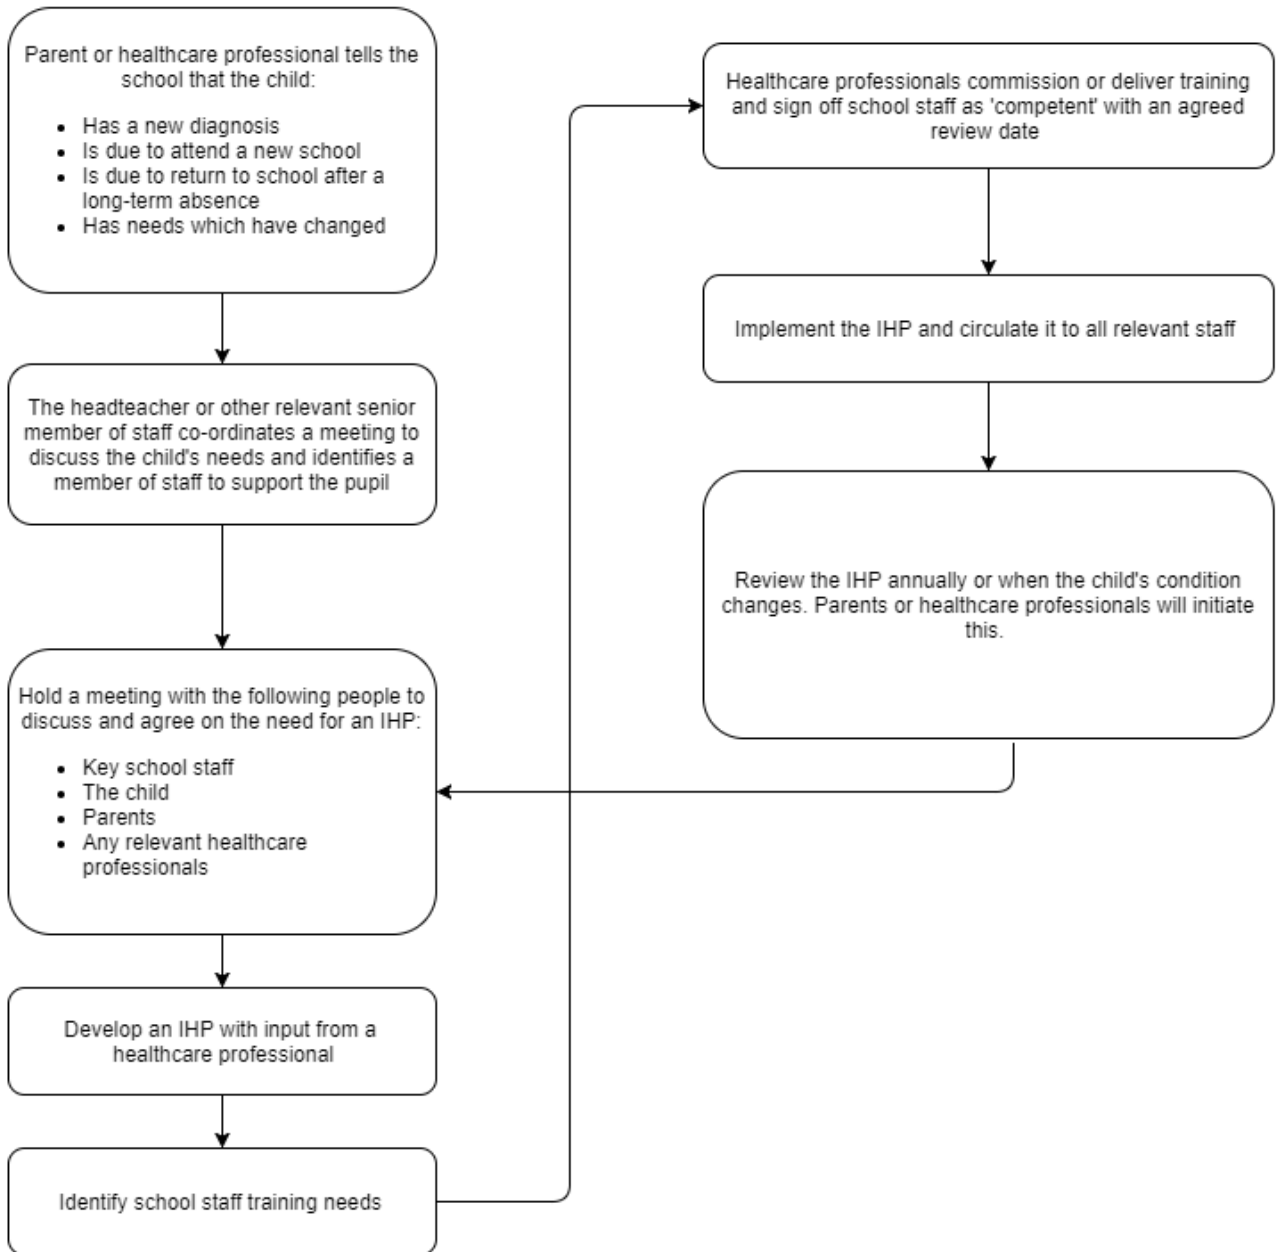 Parent or healthcare professional tells the
school that the child:
• Has a new diagnosis
• Is due to attend a new school
• Is due to return to school after a
long-term absence
• Has needs which have changed
The headteacher or other relevant senior
member of staff co-ordinates a meeting to
discuss the child's needs and identifies a
member of staff to support the pupil
Hold a meeting with the following people to
discuss and agree on the need for an IHP:
• Key school staff
• The child
• Parents
• Any relevant healthcare
professionals
Develop an IHP with input from a
healthcare professional
Identify school staff training needs
Healthcare professionals commission or deliver training
and sign off school staff as 'competent' with an agreed
review date
Implement the IHP and circulate it to all relevant staff
Review the IHP annually or when the child's condition
changes. Parents or healthcare professionals will initiate
this.